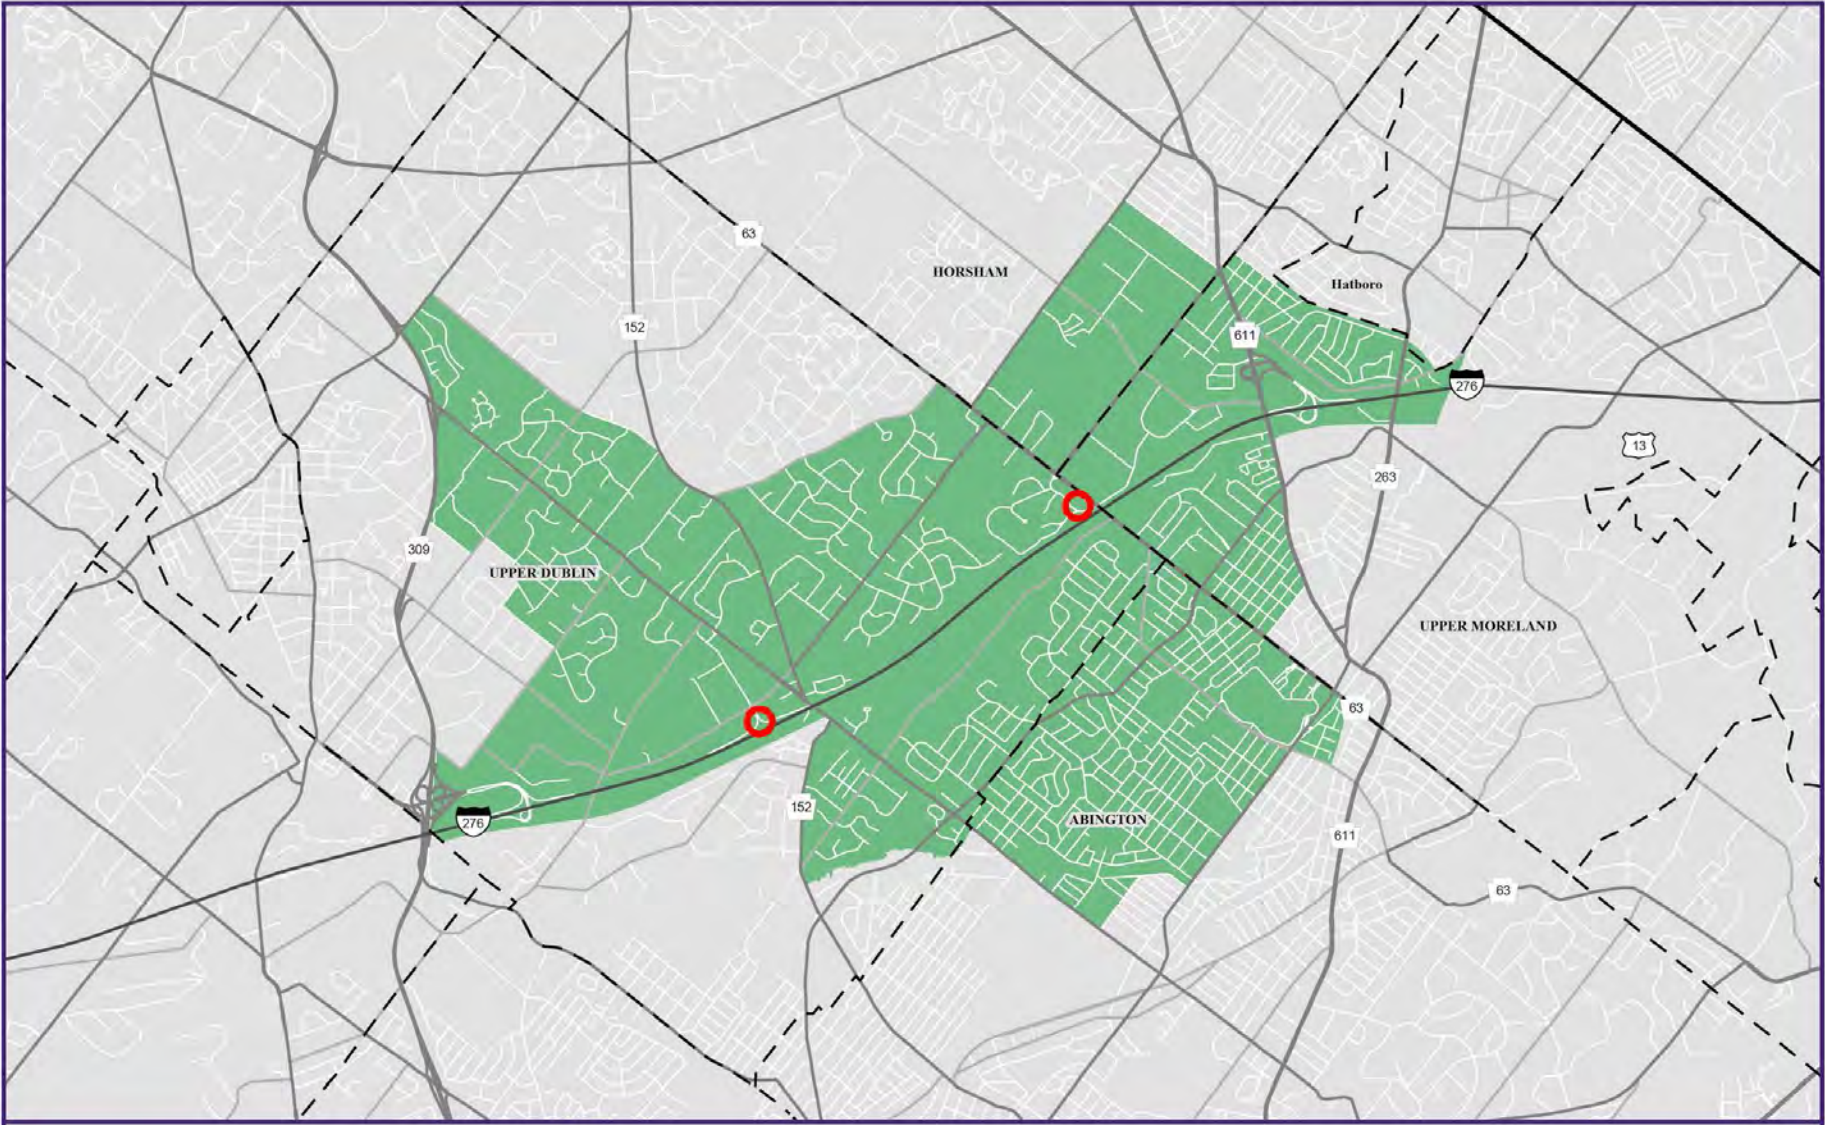 63
HORSHAM
Hatboro
152
611
276
13
263
309
UPPER DUBLIN
UPPER MORELAND
63
152
276
ABINGTON
611
63